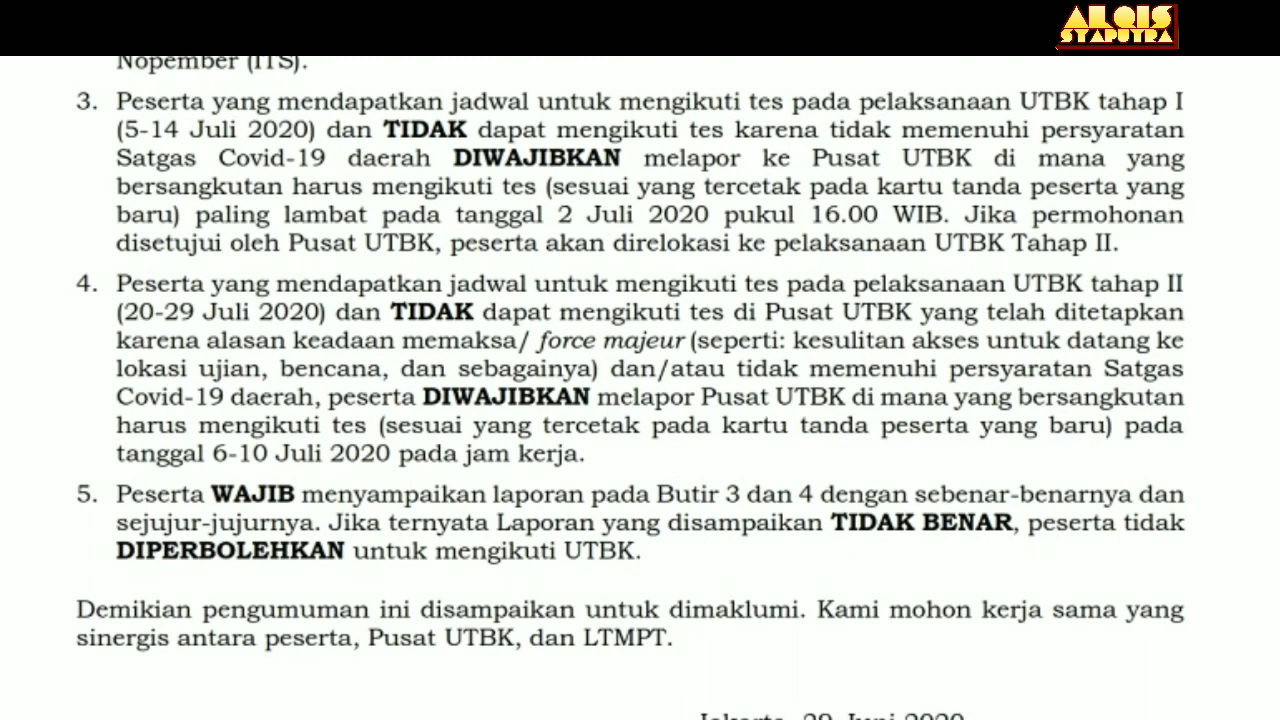 ALQIS
SYAPUTRA
Nopember (ITS).
3. Peserta yang mendapatkan jadwal untuk mengikuti tes pada pelaksanaan UTBK tahap I
(5-14 Juli 2020) dan TIDAK dapat mengikuti tes karena tidak memenuhi persyaratan
Satgas Covid-19 daerah DIWAJIBKAN melapor ke Pusat UTBK di mana yang
bersangkutan harus mengikuti tes (sesuai yang tercetak pada kartu tanda peserta yang
baru) paling lambat pada tanggal 2 Juli 2020 pukul 16.00 WIB. Jika permohonan
disetujui oleh Pusat UTBK, peserta akan direlokasi ke pelaksanaan UTBK Tahap II.
4. Peserta yang mendapatkan jadwal untuk mengikuti tes pada pelaksanaan UTBK tahap II
(20-29 Juli 2020) dan TIDAK dapat mengikuti tes di Pusat UTBK yang telah ditetapkan
karena alasan keadaan memaksa/ force majeur (seperti: kesulitan akses untuk datang ke
lokasi ujian, bencana, dan sebagainya) dan/atau tidak memenuhi persyaratan Satgas
Covid-19 daerah, peserta DIWAJIBKAN melapor Pusat UTBK di mana yang bersangkutan
harus mengikuti tes (sesuai yang tercetak pada kartu tanda peserta yang baru) pada
tanggal 6-10 Juli 2020 pada jam kerja.
5. Peserta WAJIB menyampaikan laporan pada Butir 3 dan 4 dengan sebenar-benarnya dan
sejujur-jujurnya. Jika ternyata Laporan yang disampaikan TIDAK BENAR, peserta tidak
DIPERBOLEHKAN untuk mengikuti UTBK.
Demikian pengumuman ini disampaikan untuk dimaklumi. Kami mohon kerja sama yang
sinergis antara peserta, Pusat UTBK, dan LTMPT.
Jakarta, 29 Juni 2020